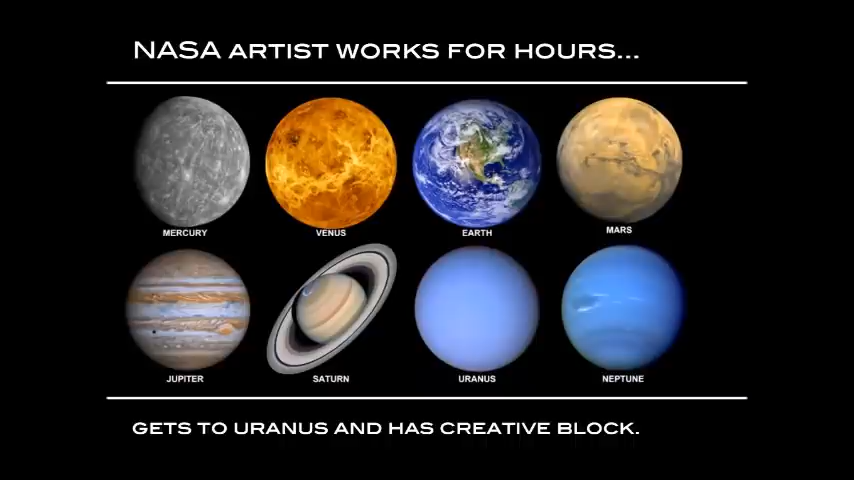 NASA ARTIST WORKS FOR HOURS...
MERCURY VENUS EARTH MARS
JUPITER SATURN URANUS NEPTUNE
GETS TO URANUS AND HAS CREATIVE BLOCK.